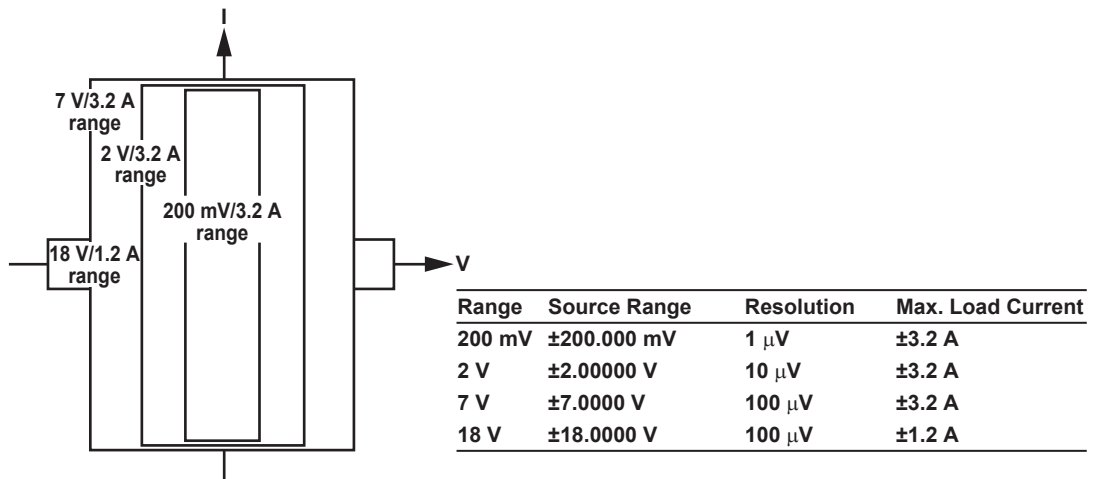 I
7 V/3.2 A
range
2 V/3.2 A
range
200 mV/3.2 A
range
18 V/1.2 A
range
V
Range Source Range Resolution Max. Load Current
200 mV ±200.000 mV 1 μV ±3.2 A
2 V ±2.00000 V 10 μV ±3.2 A
7 V ±7.0000 V 100 μV ±3.2 A
18 V ±18.0000 V 100 μV ±1.2 A